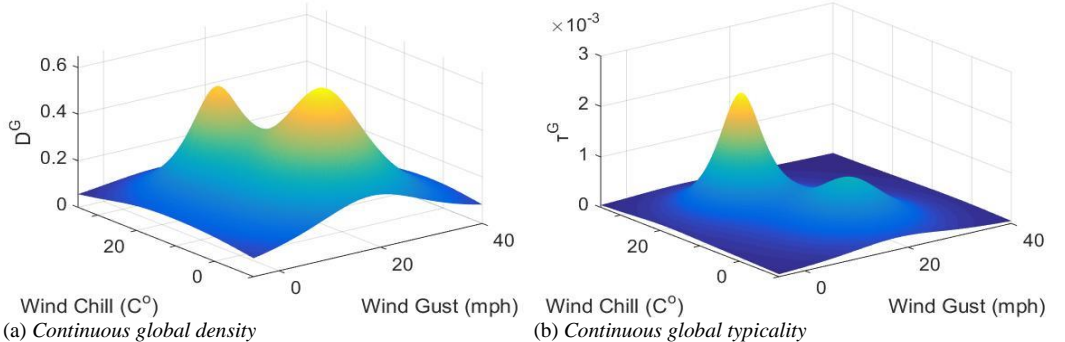 ×10⁻³
0.6
0.4
0.2
0
D^G
20
0
0
20
40
Wind Chill (C^o)
Wind Gust (mph)
(a) Continuous global density
3
2
1
0
τ^G
20
0
0
20
40
Wind Chill (C^o)
Wind Gust (mph)
(b) Continuous global typicality